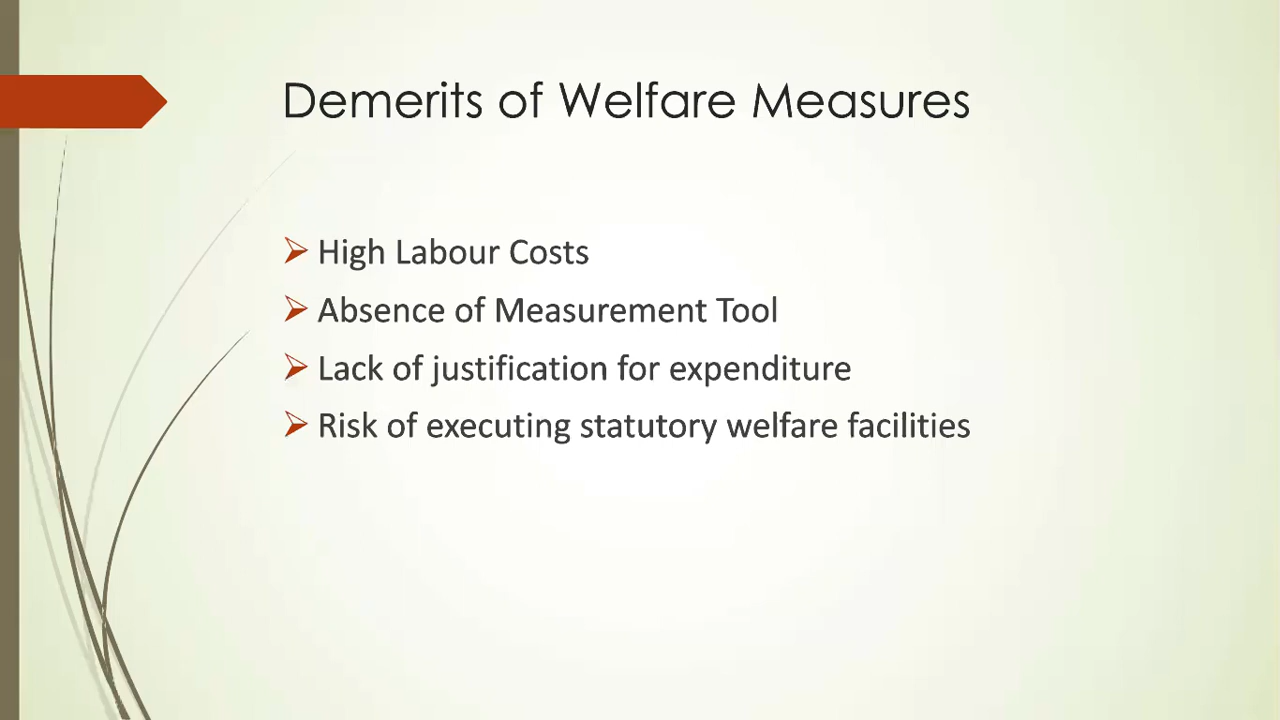 Demerits of Welfare Measures
High Labour Costs
Absence of Measurement Tool
Lack of justification for expenditure
Risk of executing statutory welfare facilities